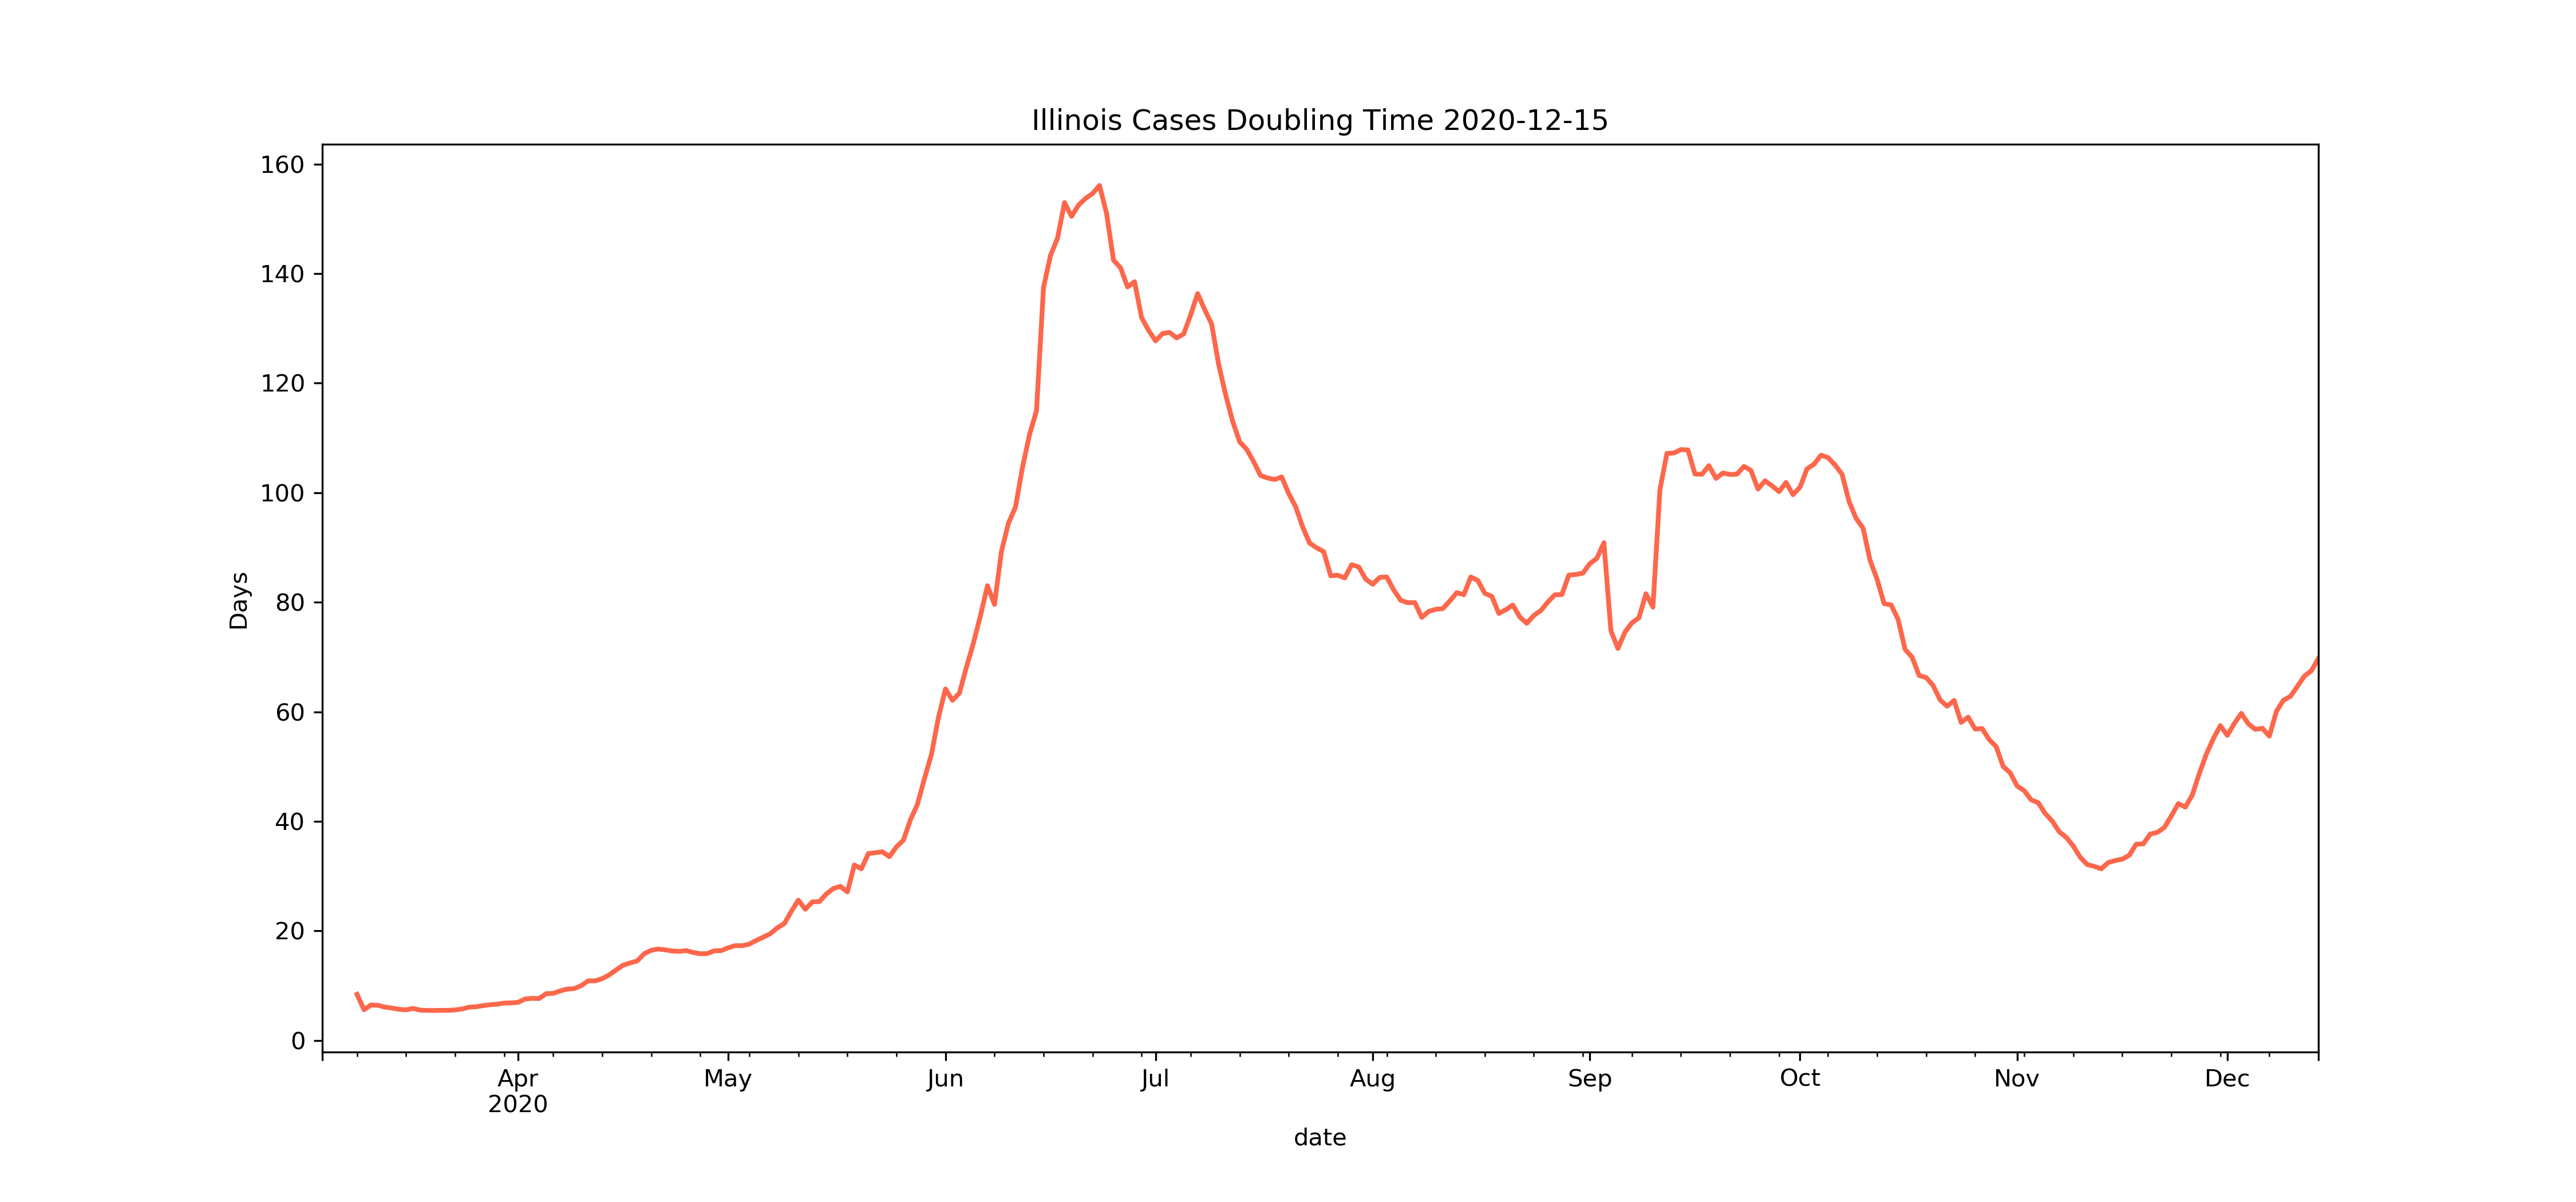 Illinois Cases Doubling Time 2020-12-15
160
140
120
100
80
60
40
20
0
Days
Apr May Jun Jul Aug Sep Oct Nov Dec
2020
date